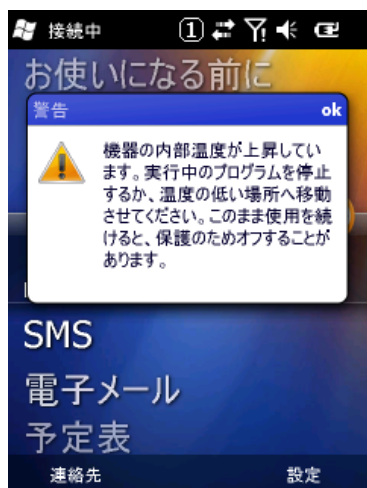 接続中 1
お使いになる前に
警告 ok
機器の内部温度が上昇してい
ます。実行中のプログラムを停止
するか、温度の低い場所へ移動
させてください。このまま使用を続
けると、保護のためオフすることが
あります。
SMS
電子メール
予定表
連絡先 設定